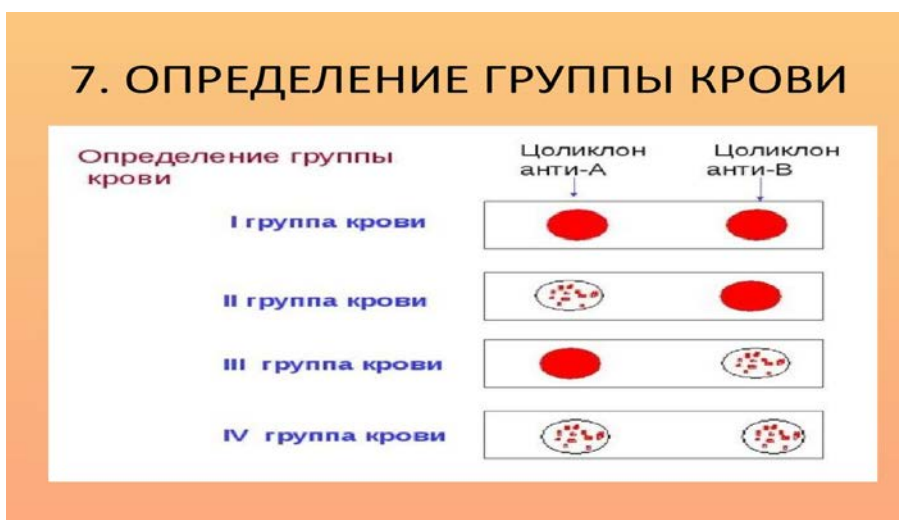 7. ОПРЕДЕЛЕНИЕ ГРУППЫ КРОВИ
Определение группы
крови
Цоликлон
анти-А
Цоликлон
анти-В
I группа крови
II группа крови
III группа крови
IV группа крови